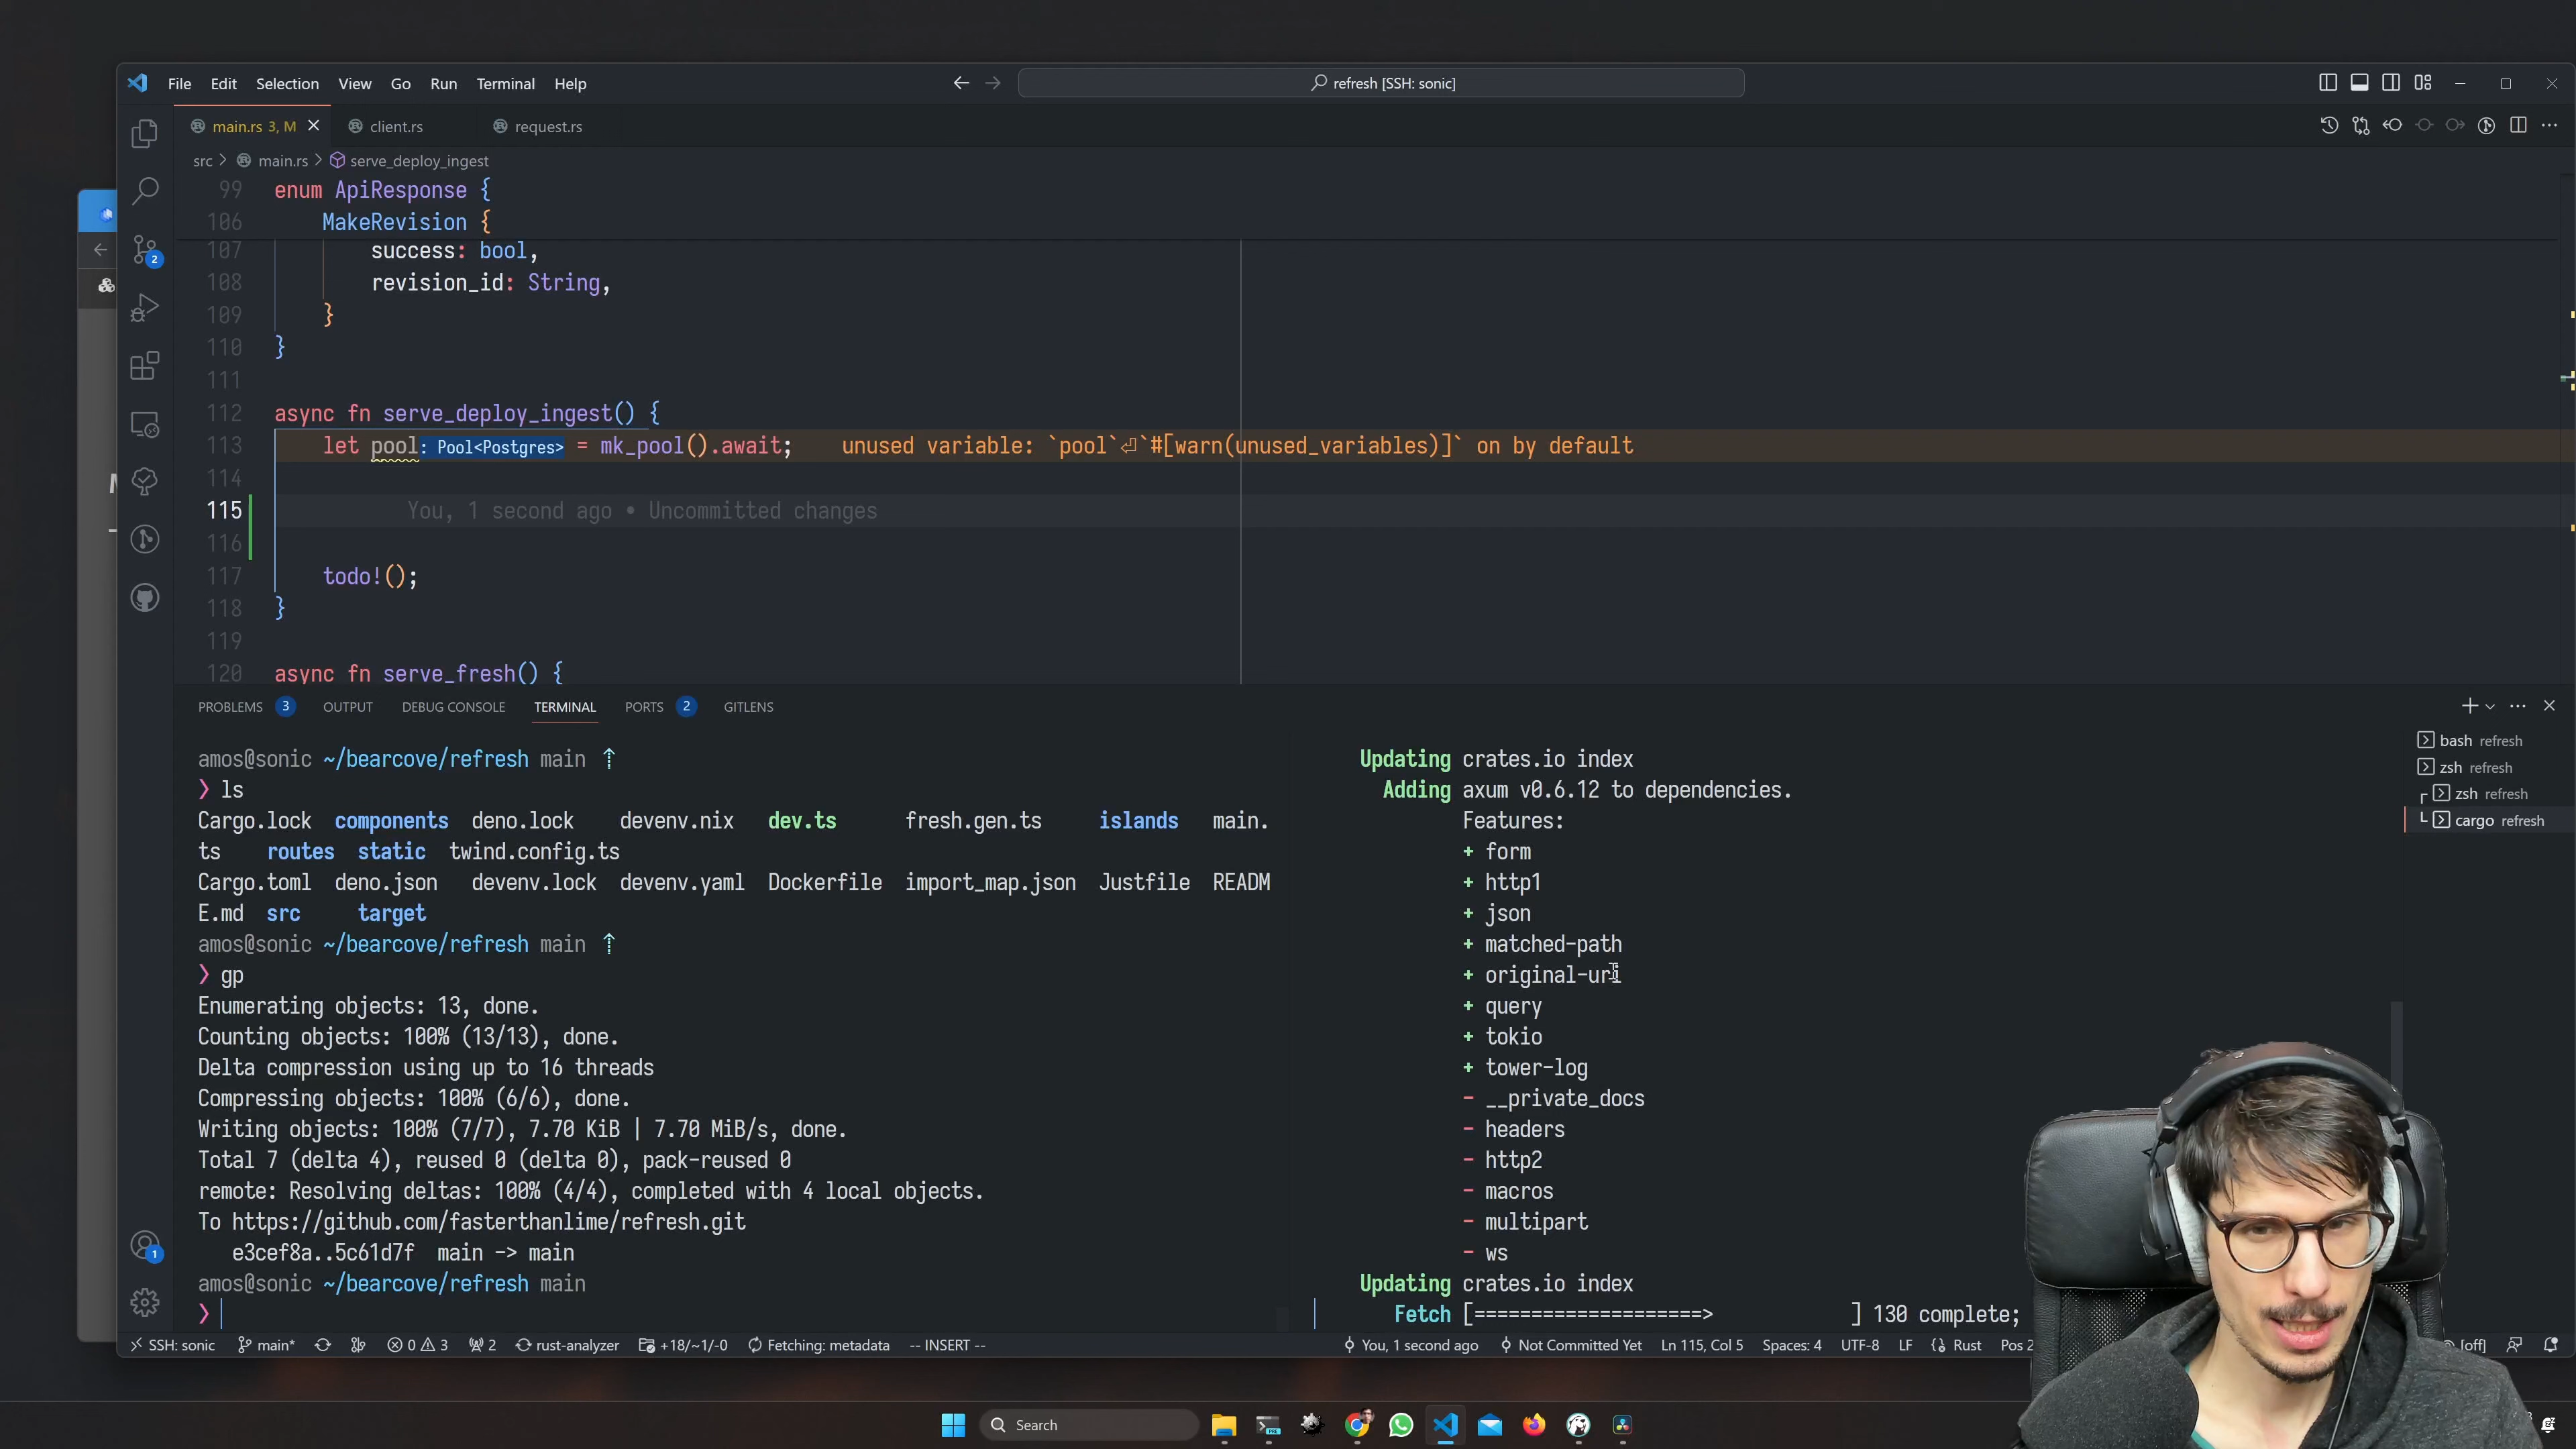 File Edit Selection View Go Run Terminal Help
refresh [SSH: sonic]
main.rs 3, M
client.rs
request.rs
src > main.rs > serve_deploy_ingest
99 enum ApiResponse {
106 MakeRevision {
107 success: bool,
108 revision_id: String,
109 }
110 }
111
112 async fn serve_deploy_ingest() {
113 let pool: Pool<Postgres> = mk_pool().await; unused variable: `pool`⏎`#[warn(unused_variables)]` on by default
114
115 You, 1 second ago • Uncommitted changes
116
117 todo!();
118 }
119
120 async fn serve_fresh() {
PROBLEMS 3 OUTPUT DEBUG CONSOLE TERMINAL PORTS 2 GITLENS
amos@sonic ~/bearcove/refresh main ⇡
❯ ls
Cargo.lock components deno.lock devenv.nix dev.ts fresh.gen.ts islands main.
ts routes static twind.config.ts
Cargo.toml deno.json devenv.lock devenv.yaml Dockerfile import_map.json Justfile READM
E.md src target
amos@sonic ~/bearcove/refresh main ⇡
❯ gp
Enumerating objects: 13, done.
Counting objects: 100% (13/13), done.
Delta compression using up to 16 threads
Compressing objects: 100% (6/6), done.
Writing objects: 100% (7/7), 7.70 KiB | 7.70 MiB/s, done.
Total 7 (delta 4), reused 0 (delta 0), pack-reused 0
remote: Resolving deltas: 100% (4/4), completed with 4 local objects.
To https://github.com/fasterthanlime/refresh.git
e3cef8a..5c61d7f main -> main
amos@sonic ~/bearcove/refresh main
❯
Updating crates.io index
Adding axum v0.6.12 to dependencies.
Features:
+ form
+ http1
+ json
+ matched-path
+ original-uri
+ query
+ tokio
+ tower-log
- __private_docs
- headers
- http2
- macros
- multipart
- ws
Updating crates.io index
Fetch [====================> ] 130 complete;
bash refresh
zsh refresh
zsh refresh
cargo refresh
2
1
SSH: sonic main* 0 3 2 rust-analyzer +18/~1/-0 Fetching: metadata -- INSERT --
You, 1 second ago Not Committed Yet Ln 115, Col 5 Spaces: 4 UTF-8 LF Rust Pos 2
[off]
Search